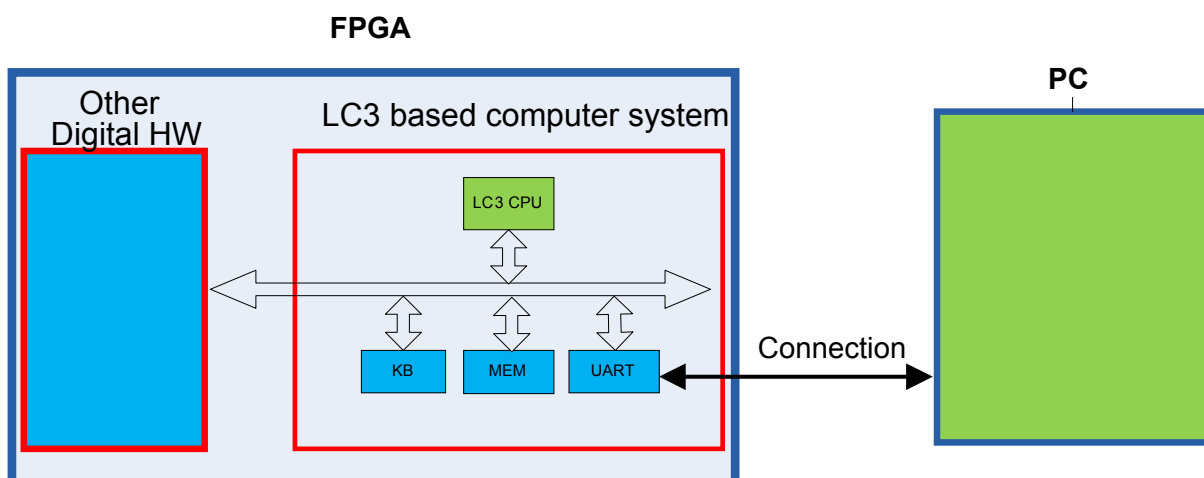 FPGA
PC
Other
Digital HW
LC3 based computer system
LC3 CPU
KB
MEM
UART
Connection